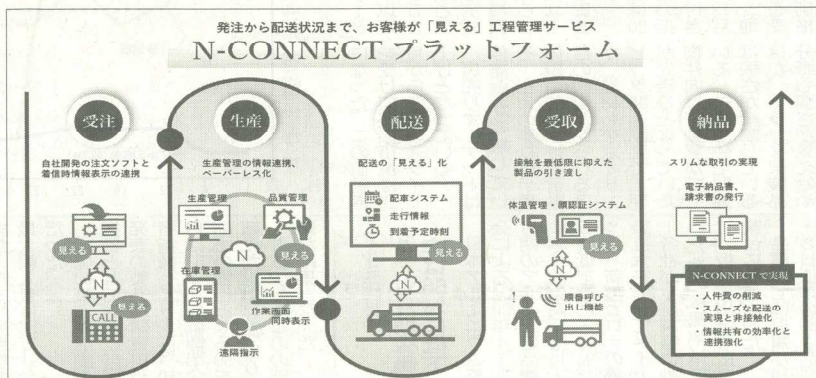 発注から配送状況まで、お客様が「見える」工程管理サービス
N-CONNECT プラットフォーム
受注
自社開発の注文ソフトと
着信時情報表示の連携
見える
N
見える
CALL
生産
生産管理の情報連携、
ペーパーレス化
生産管理
品質管理
見える
N
在庫管理
作業画面
同時表示
遠隔指示
配送
配送の「見える」化
配車システム
走行情報
到着予定時刻
見える
N
受取
接触を最低限に抑えた
製品の引き渡し
体温管理・顔認証システム
見える
N
!
順番呼び
出し機能
納品
スリムな取引の実現
電子納品書、
請求書の発行
N-CONNECTで実現
・人件費の削減
・スムーズな配送の
実現と非接触化
・情報共有の効率化と
連携強化